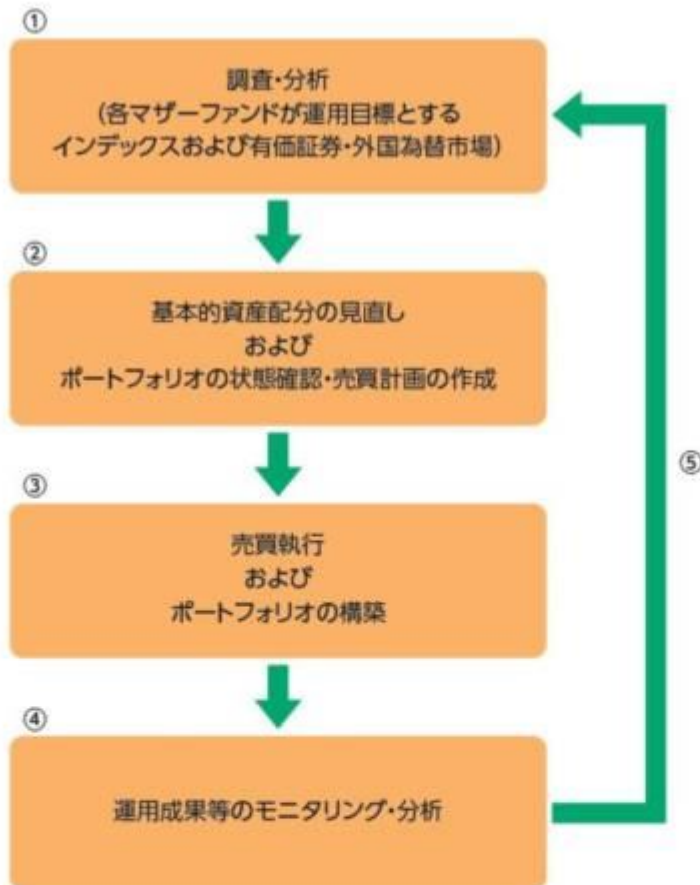 ①
調査・分析
(各マザーファンドが運用目標とする
インデックスおよび有価証券・外国為替市場)
②
基本的資産配分の見直し
および
ポートフォリオの状態確認・売買計画の作成
③
売買執行
および
ポートフォリオの構築
④
運用成果等のモニタリング・分析
⑤